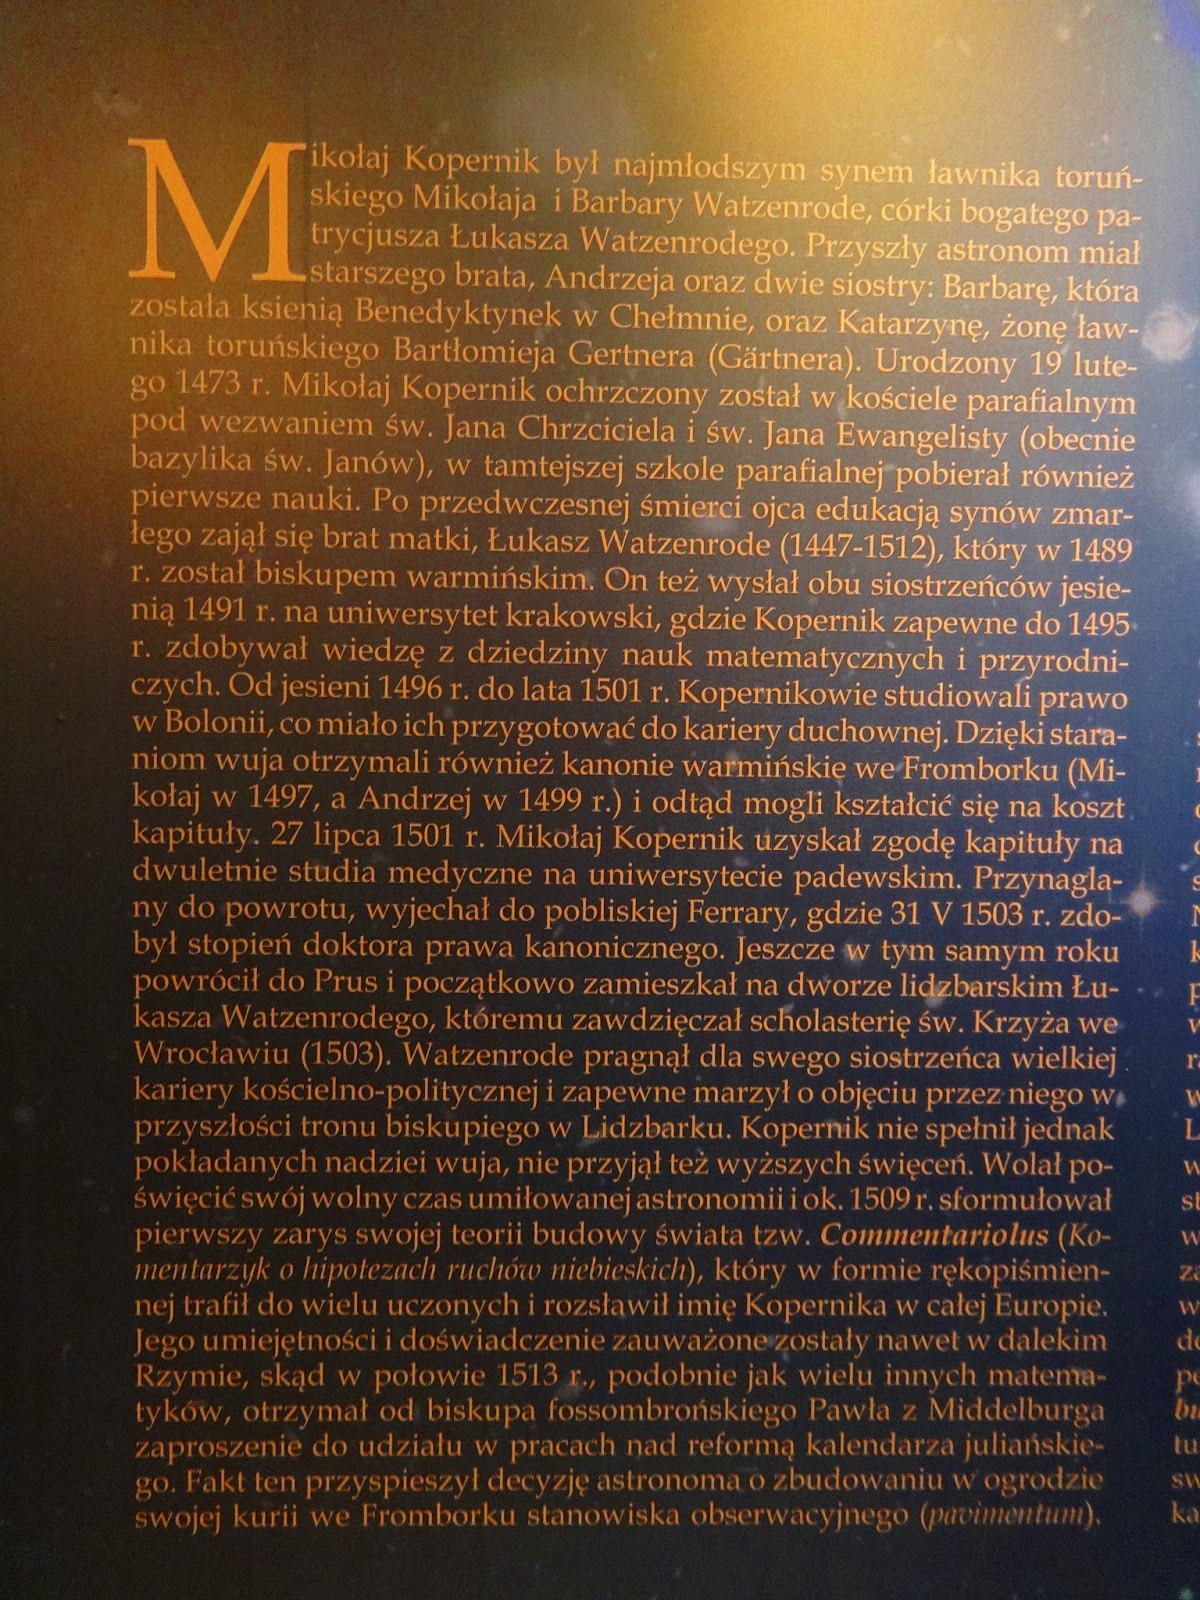 Mikołaj Kopernik był najmłodszym synem ławnika toruń-
skiego Mikołaja i Barbary Watzenrode, córki bogatego pa-
trycjusza Łukasza Watzenrodego. Przyszły astronom miał
starszego brata, Andrzeja oraz dwie siostry: Barbarę, która
została ksienią Benedyktynek w Chełmnie, oraz Katarzynę, żonę ław-
nika toruńskiego Bartłomieja Gertnera (Gärtnera). Urodzony 19 lute-
go 1473 r. Mikołaj Kopernik ochrzczony został w kościele parafialnym
pod wezwaniem św. Jana Chrzciciela i św. Jana Ewangelisty (obecnie
bazylika św. Janów), w tamtejszej szkole parafialnej pobierał również
pierwsze nauki. Po przedwczesnej śmierci ojca edukacją synów zmar-
łego zajął się brat matki, Łukasz Watzenrode (1447-1512), który w 1489
r. został biskupem warmińskim. On też wysłał obu siostrzeńców jesie-
nią 1491 r. na uniwersytet krakowski, gdzie Kopernik zapewne do 1495
r. zdobywał wiedzę z dziedziny nauk matematycznych i przyrodni-
czych. Od jesieni 1496 r. do lata 1501 r. Kopernikowie studiowali prawo
w Bolonii, co miało ich przygotować do kariery duchownej. Dzięki stara-
niom wuja otrzymali również kanonie warmińskie we Fromborku (Mi-
kołaj w 1497, a Andrzej w 1499 r.) i odtąd mogli kształcić się na koszt
kapituły. 27 lipca 1501 r. Mikołaj Kopernik uzyskał zgodę kapituły na
dwuletnie studia medyczne na uniwersytecie padewskim. Przynagla-
ny do powrotu, wyjechał do pobliskiej Ferrary, gdzie 31 V 1503 r. zdo-
był stopień doktora prawa kanonicznego. Jeszcze w tym samym roku
powrócił do Prus i początkowo zamieszkał na dworze lidzbarskim Łu-
kasza Watzenrodego, któremu zawdzięczał scholasterię św. Krzyża we
Wrocławiu (1503). Watzenrode pragnął dla swego siostrzeńca wielkiej
kariery kościelno-politycznej i zapewne marzył o objęciu przez niego w
przyszłości tronu biskupiego w Lidzbarku. Kopernik nie spełnił jednak
pokładanych nadziei wuja, nie przyjął też wyższych święceń. Wolał po-
święcić swój wolny czas umiłowanej astronomii i ok. 1509 r. sformułował
pierwszy zarys swojej teorii budowy świata tzw. Commentariolus (Ko-
mentarzyk o hipotezach ruchów niebieskich), który w formie rękopiśmien-
nej trafił do wielu uczonych i rozsławił imię Kopernika w całej Europie.
Jego umiejętności i doświadczenie zauważone zostały nawet w dalekim
Rzymie, skąd w połowie 1513 r., podobnie jak wielu innych matema-
tyków, otrzymał od biskupa fossombrońskiego Pawła z Middelburga
zaproszenie do udziału w pracach nad reformą kalendarza juliańskie-
go. Fakt ten przyspieszył decyzję astronoma o zbudowaniu w ogrodzie
swojej kurii we Fromborku stanowiska obserwacyjnego (pavimentum).